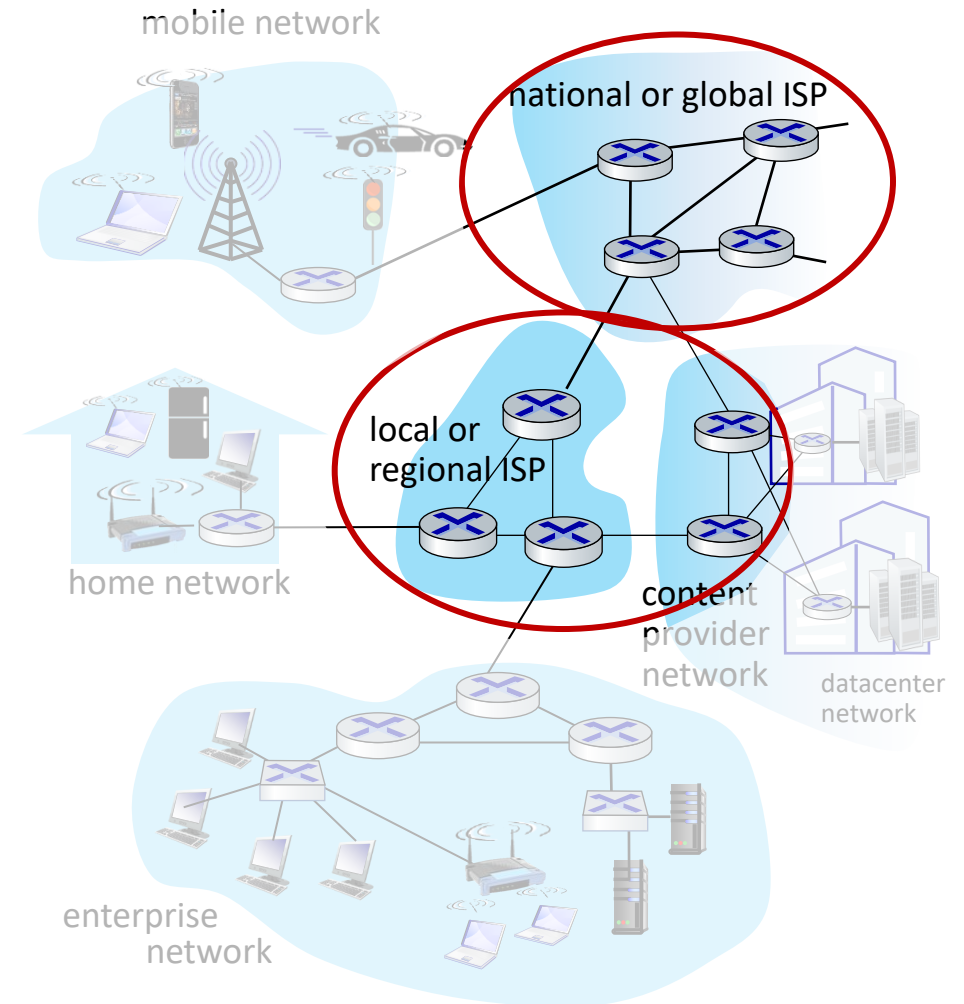 mobile network
national or global ISP
local or
regional ISP
home network
content
provider
network
datacenter
network
enterprise
network